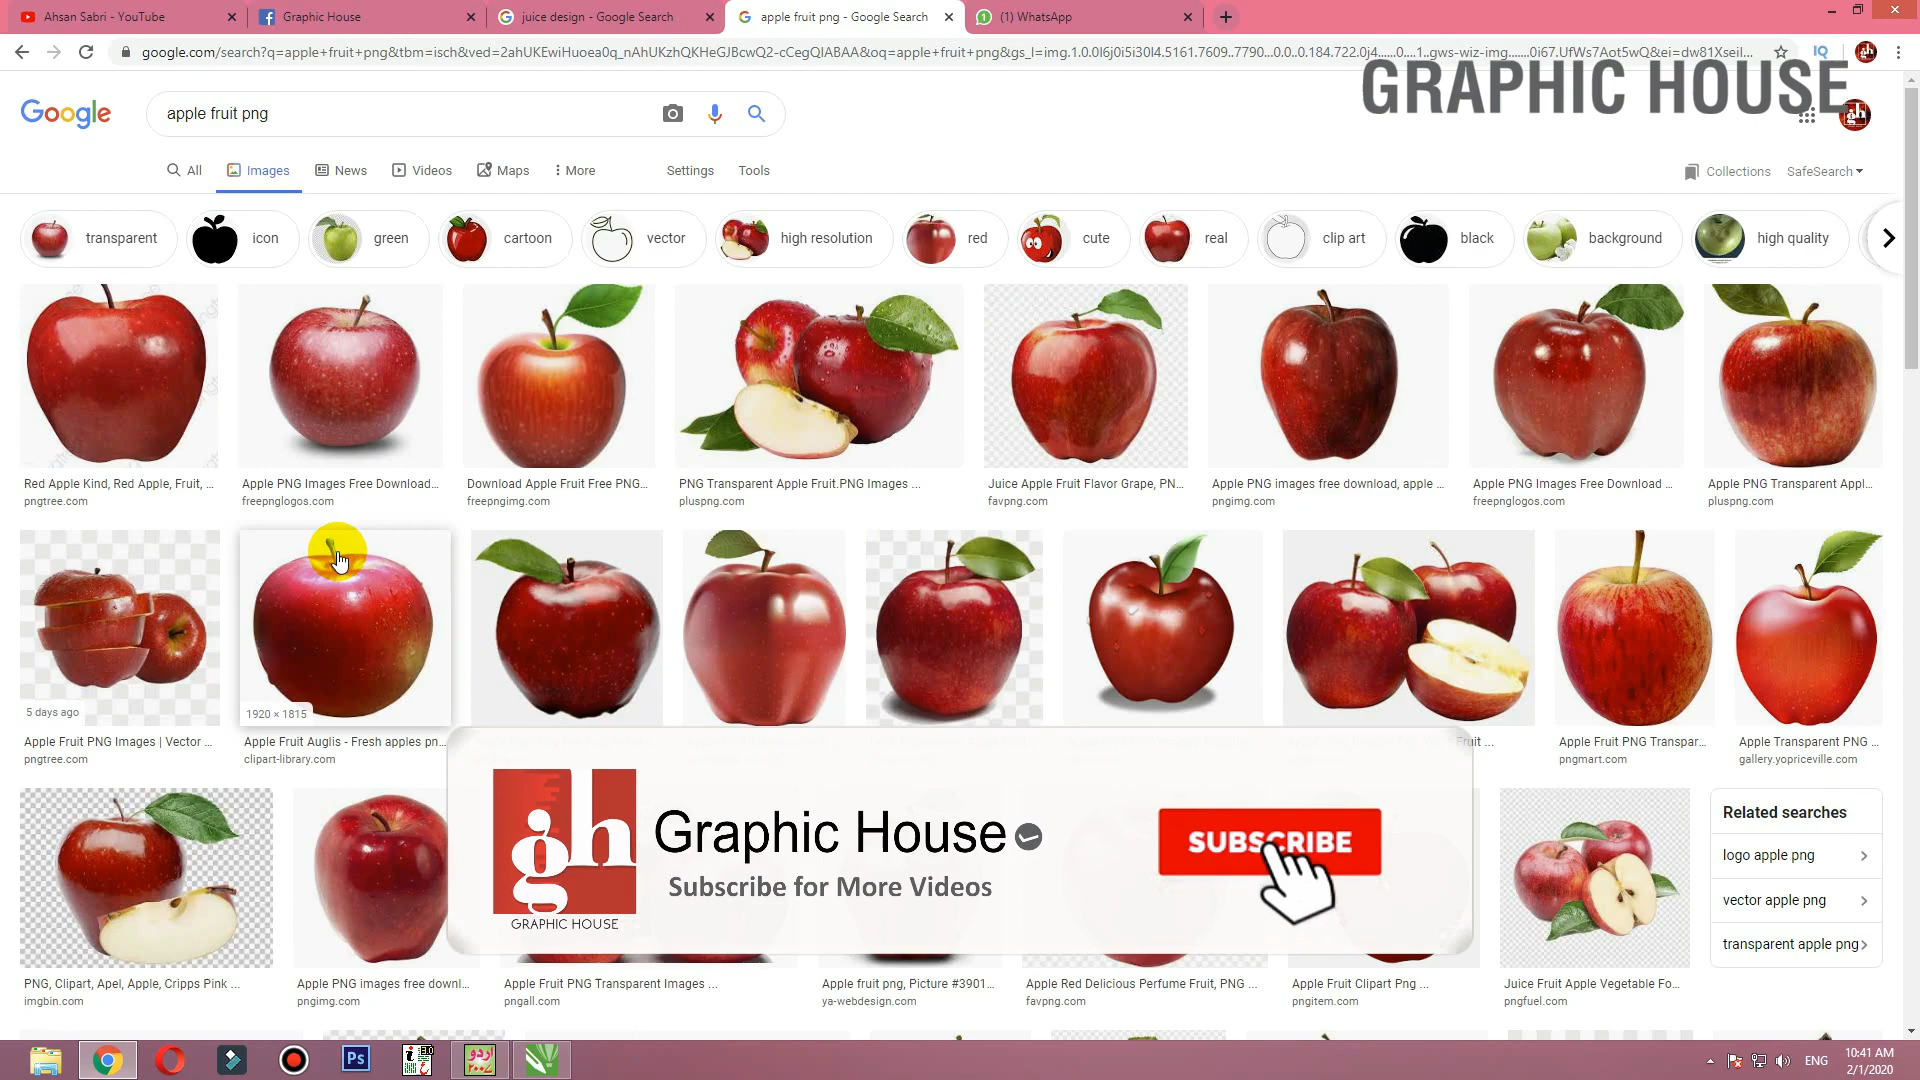 Ahsan Sabri - YouTube
Graphic House
juice design - Google Search
apple fruit png - Google Search
(1) WhatsApp
GRAPHIC HOUSE
Google
apple fruit png
All
Images
News
Videos
Maps
More
Settings
Tools
Collections
SafeSearch
transparent
icon
green
cartoon
vector
high resolution
red
cute
real
clip art
black
background
high quality
Red Apple Kind, Red Apple, Fruit, ...
pngtree.com
Apple PNG Images Free Download...
freepnglogos.com
Download Apple Fruit Free PNG...
freepngimg.com
PNG Transparent Apple Fruit.PNG Images ...
pluspng.com
Juice Apple Fruit Flavor Grape, PN...
favpng.com
Apple PNG images free download, apple ...
pngimg.com
Apple PNG Images Free Download ...
freepnglogos.com
Apple PNG Transparent Appl...
pluspng.com
5 days ago
Apple Fruit PNG Images | Vector ...
pngtree.com
1920 × 1815
Apple Fruit Auglis - Fresh apples pn...
clipart-library.com
Fruit ...
Apple Fruit PNG Transpar...
pngmart.com
Apple Transparent PNG ...
gallery.yopriceville.com
gh
GRAPHIC HOUSE
Graphic House
Subscribe for More Videos
SUBSCRIBE
Related searches
logo apple png
vector apple png
transparent apple png
PNG, Clipart, Apel, Apple, Cripps Pink ...
imgbin.com
Apple PNG images free downl...
pngimg.com
Apple Fruit PNG Transparent Images ...
pngall.com
Apple fruit png, Picture #3901...
ya-webdesign.com
Apple Red Delicious Perfume Fruit, PNG ...
favpng.com
Apple Fruit Clipart Png ...
pngitem.com
Juice Fruit Apple Vegetable Fo...
pngfuel.com
Ps
اردو
ENG
10:41 AM
2/1/2020